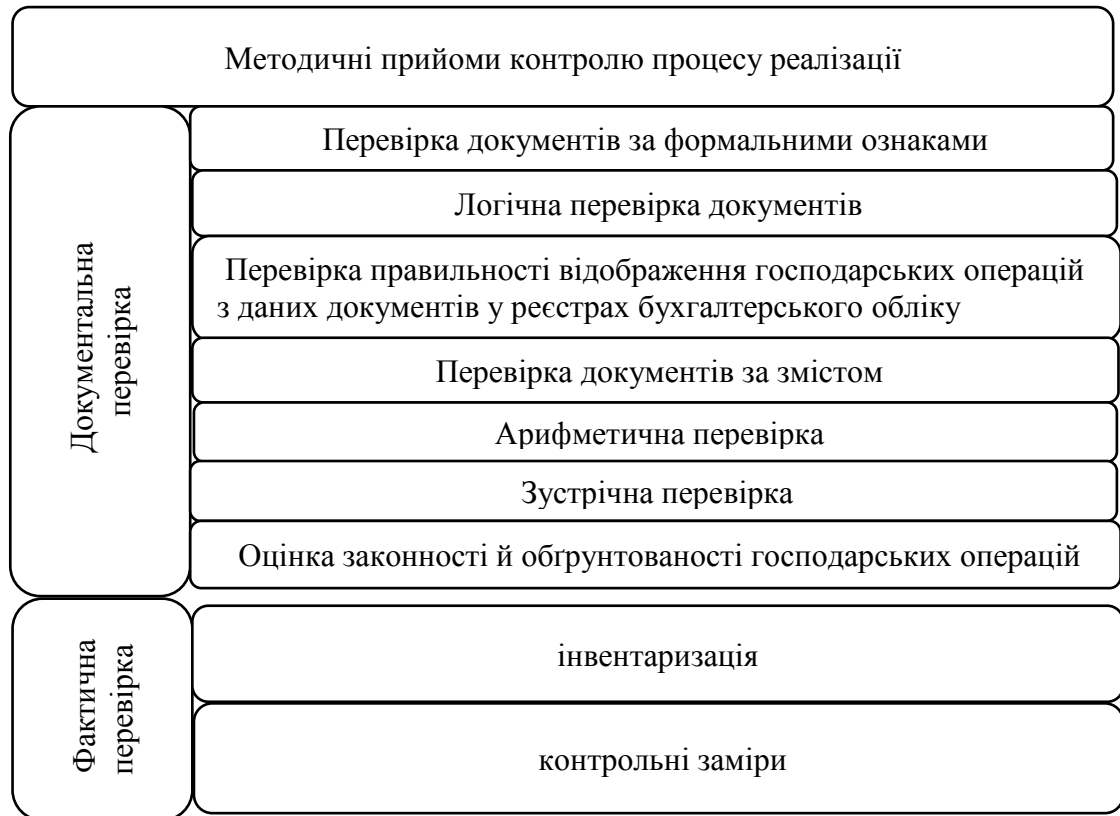 Методичні прийоми контролю процесу реалізації
Документальна
перевірка
Перевірка документів за формальними ознаками
Логічна перевірка документів
Перевірка правильності відображення господарських операцій
з даних документів у реєстрах бухгалтерського обліку
Перевірка документів за змістом
Арифметична перевірка
Зустрічна перевірка
Оцінка законності й обґрунтованості господарських операцій
Фактична
перевірка
інвентаризація
контрольні заміри